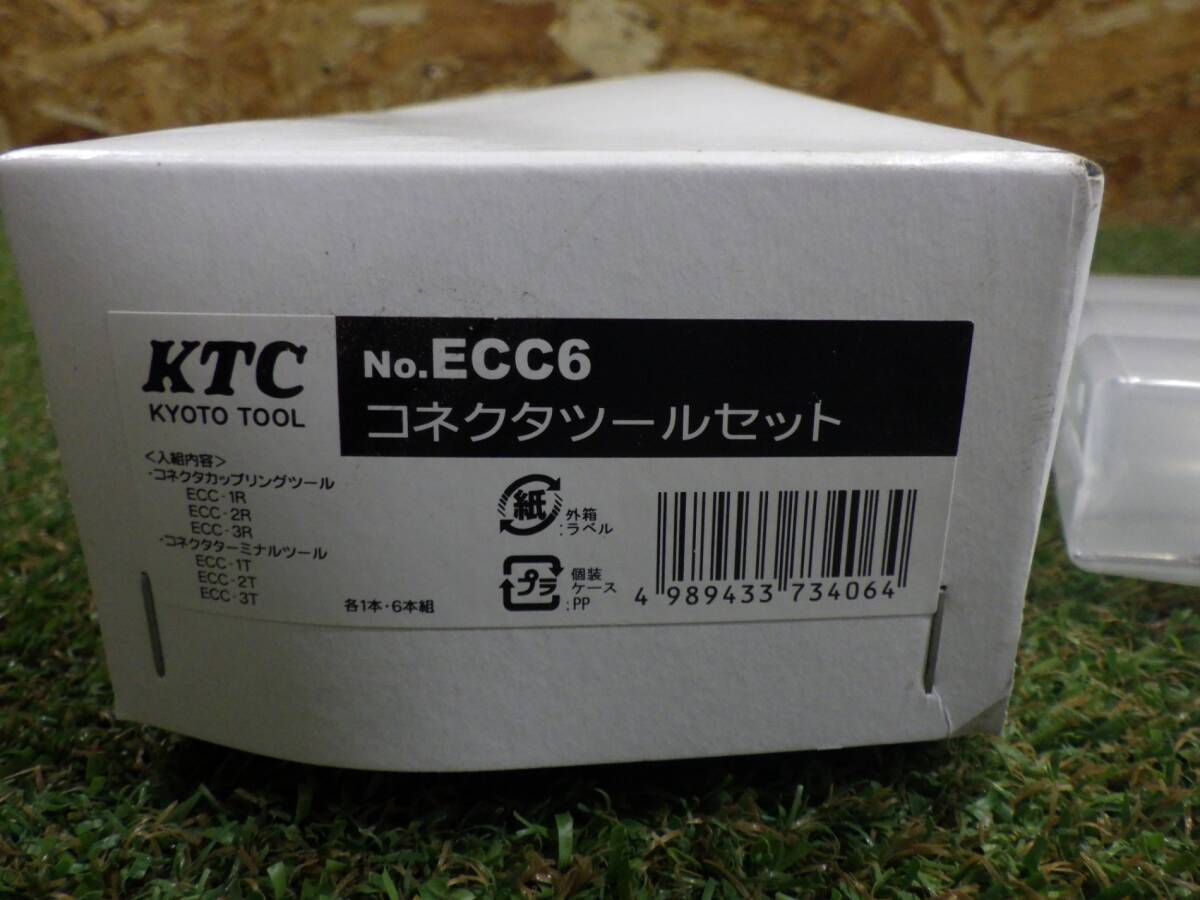 KTC
KYOTO TOOL
No.ECC6
コネクタツールセット
<入組内容>
・コネクタカップリングツール
ECC-1R
ECC-2R
ECC-3R
・コネクタターミナルツール
ECC-1T
ECC-2T
ECC-3T
各1本・6本組
紙
外箱
:ラベル
プラ
個装
ケース
:PP
4 989433 734064